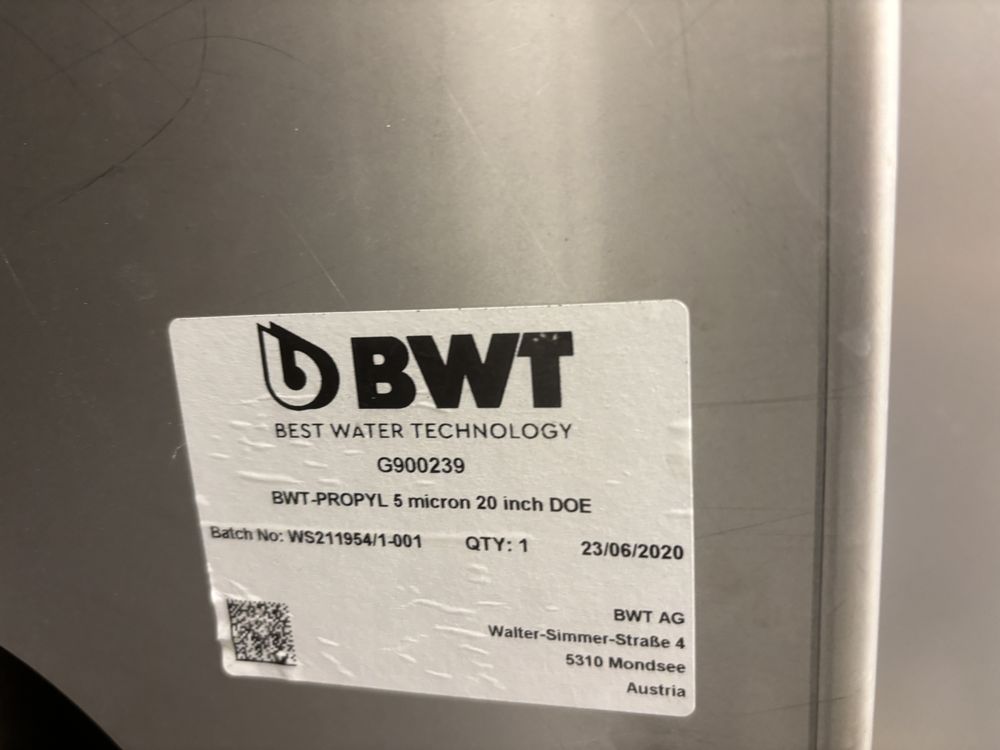 BWT
BEST WATER TECHNOLOGY
G900239
BWT-PROPYL 5 micron 20 inch DOE
Batch No: WS211954/1-001 QTY: 1 23/06/2020
BWT AG
Walter-Simmer-Straße 4
5310 Mondsee
Austria